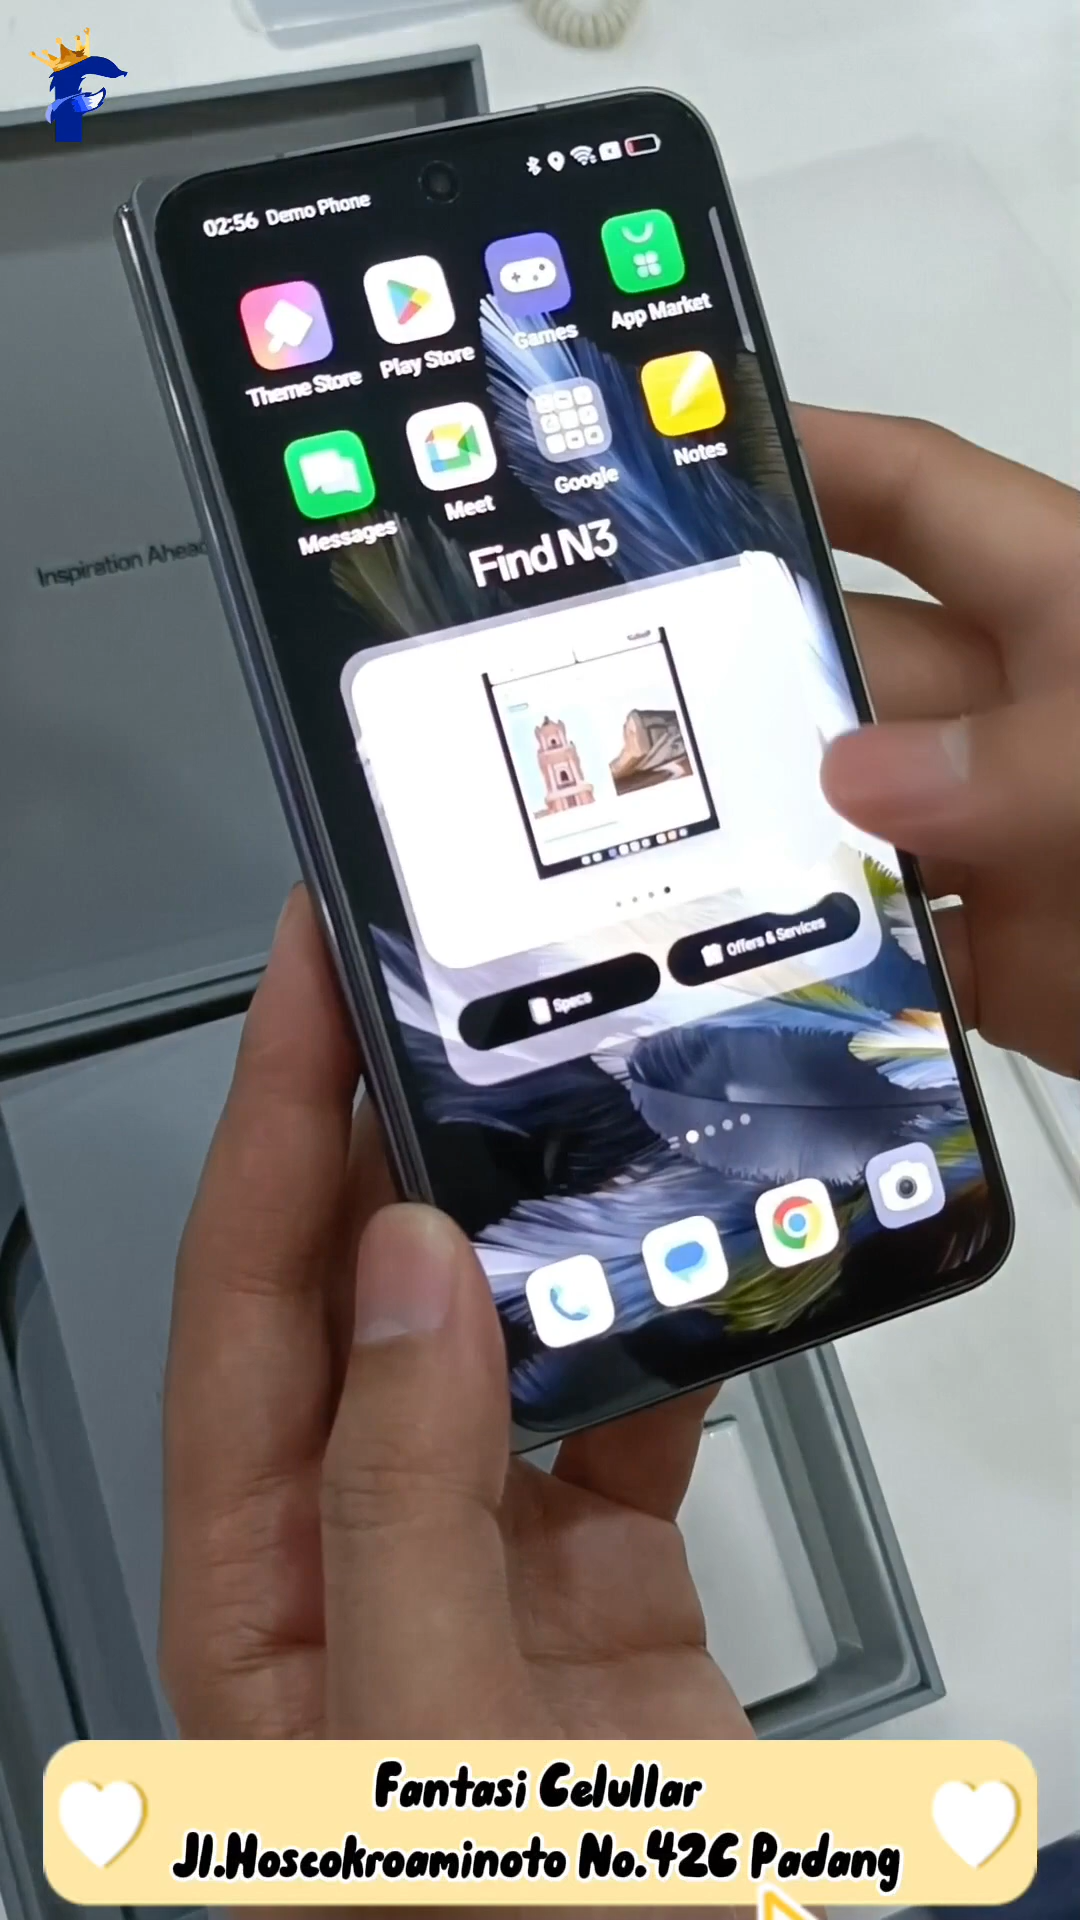 02:56 Demo Phone
Theme Store
Play Store
Games
App Market
Messages
Meet
Google
Notes
Inspiration Ahead
Find N3
Specs
Offers & Services
Fantasi Celullar
Jl.Hoscokroaminoto No.42C Padang